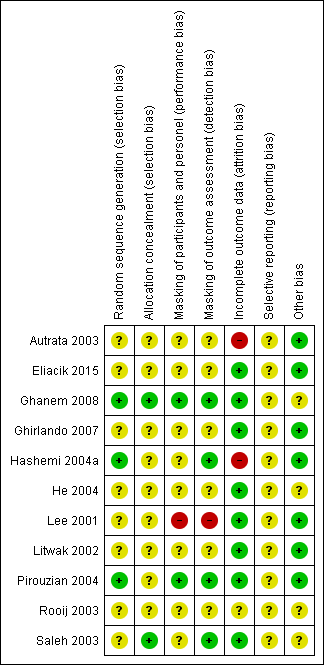 Random sequence generation (selection bias)
Allocation concealment (selection bias)
Masking of participants and personel (performance bias)
Masking of outcome assessment (detection bias)
Incomplete outcome data (attrition bias)
Selective reporting (reporting bias)
Other bias
Autrata 2003 ? ? ? ? - ? +
Eliacik 2015 ? ? ? ? + ? +
Ghanem 2008 + + + + + ? ?
Ghirlando 2007 ? ? ? ? + ? +
Hashemi 2004a + ? ? + - ? +
He 2004 ? ? ? ? + ? ?
Lee 2001 ? ? - - + ? +
Litwak 2002 ? ? ? ? + ? +
Pirouzian 2004 + ? + + + ? +
Rooij 2003 ? ? ? ? ? ? ?
Saleh 2003 ? + ? + + ? ?